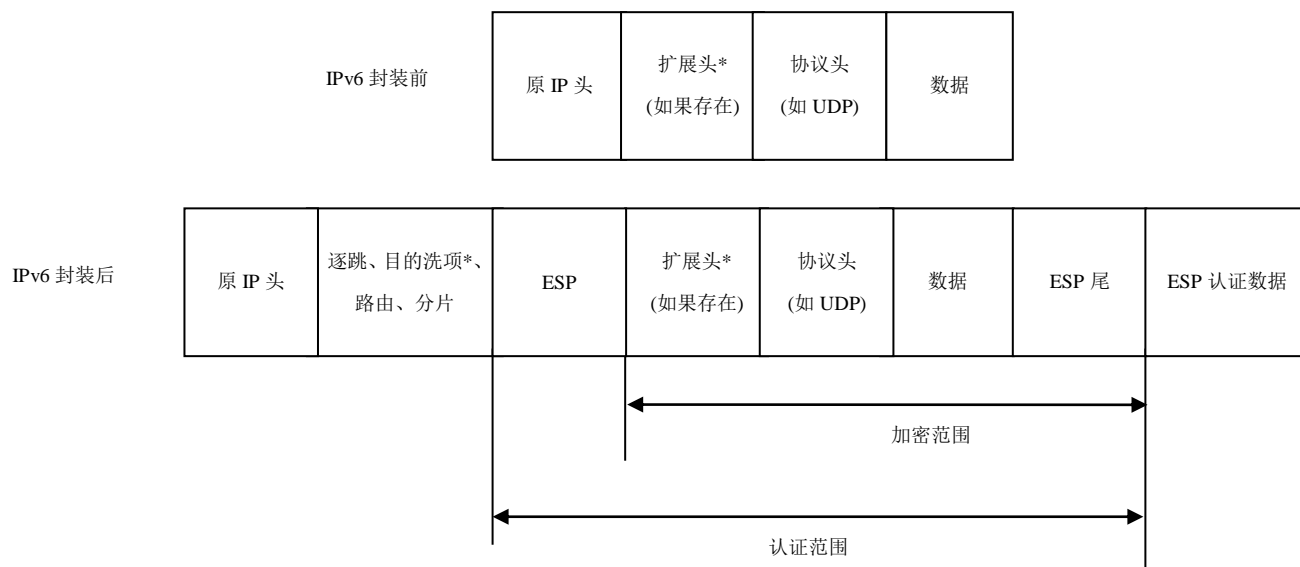 IPv6 封装前
原 IP 头
扩展头*
(如果存在)
协议头
(如 UDP)
数据
IPv6 封装后
原 IP 头
逐跳、目的洗项*、
路由、分片
ESP
扩展头*
(如果存在)
协议头
(如 UDP)
数据
ESP 尾
ESP 认证数据
加密范围
认证范围